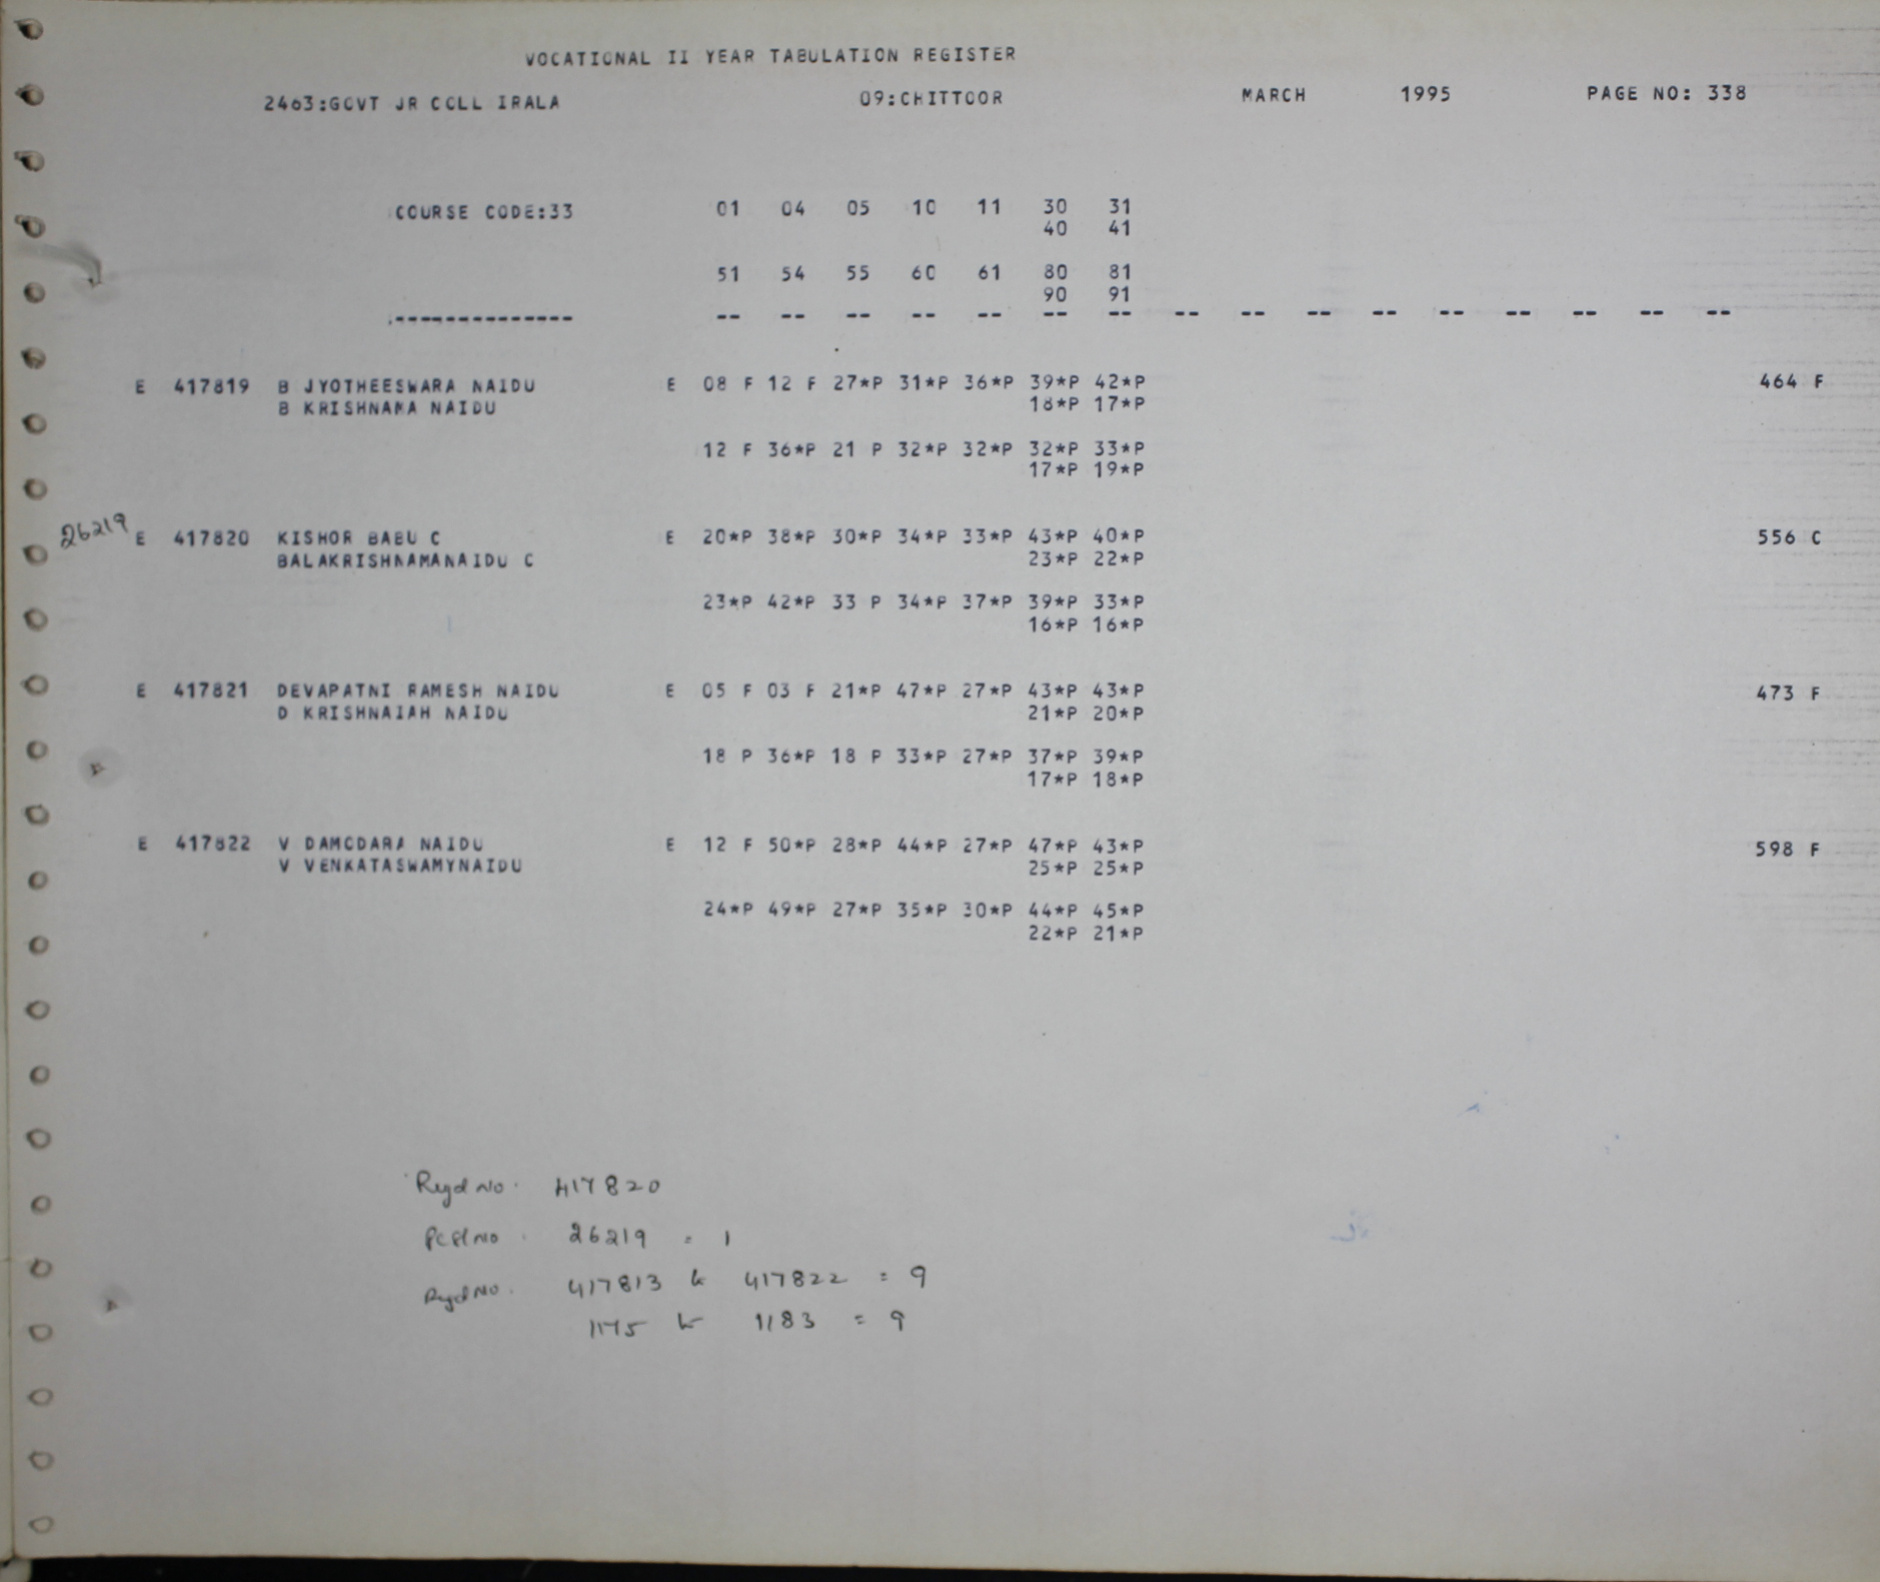 VOCATIONAL II YEAR TABULATION REGISTER
2463:GOVT JR COLL IRALA 09:CHITTOOR MARCH 1995 PAGE NO: 338
COURSE CODE:33 01 04 05 10 11 30 31
40 41
51 54 55 60 61 80 81
90 91
-------------- -- -- -- -- -- -- -- -- -- -- -- -- -- -- -- --
E 417819 B JYOTHEESWARA NAIDU E 08 F 12 F 27*P 31*P 36*P 39*P 42*P 464 F
B KRISHNAMA NAIDU 18*P 17*P
12 F 36*P 21 P 32*P 32*P 32*P 33*P
17*P 19*P
26219 E 417820 KISHOR BABU C E 20*P 38*P 30*P 34*P 33*P 43*P 40*P 556 C
BALAKRISHNAMANAIDU C 23*P 22*P
23*P 42*P 33 P 34*P 37*P 39*P 33*P
16*P 16*P
E 417821 DEVAPATNI RAMESH NAIDU E 05 F 03 F 21*P 47*P 27*P 43*P 43*P 473 F
D KRISHNAIAH NAIDU 21*P 20*P
18 P 36*P 18 P 33*P 27*P 37*P 39*P
17*P 18*P
E 417822 V DAMODARA NAIDU E 12 F 50*P 28*P 44*P 27*P 47*P 43*P 598 F
V VENKATASWAMYNAIDU 25*P 25*P
24*P 49*P 27*P 35*P 30*P 44*P 45*P
22*P 21*P
Regd No. 417820
No. 26219 = 1
Regd No. 417813 to 417822 = 9
1175 to 1183 = 9